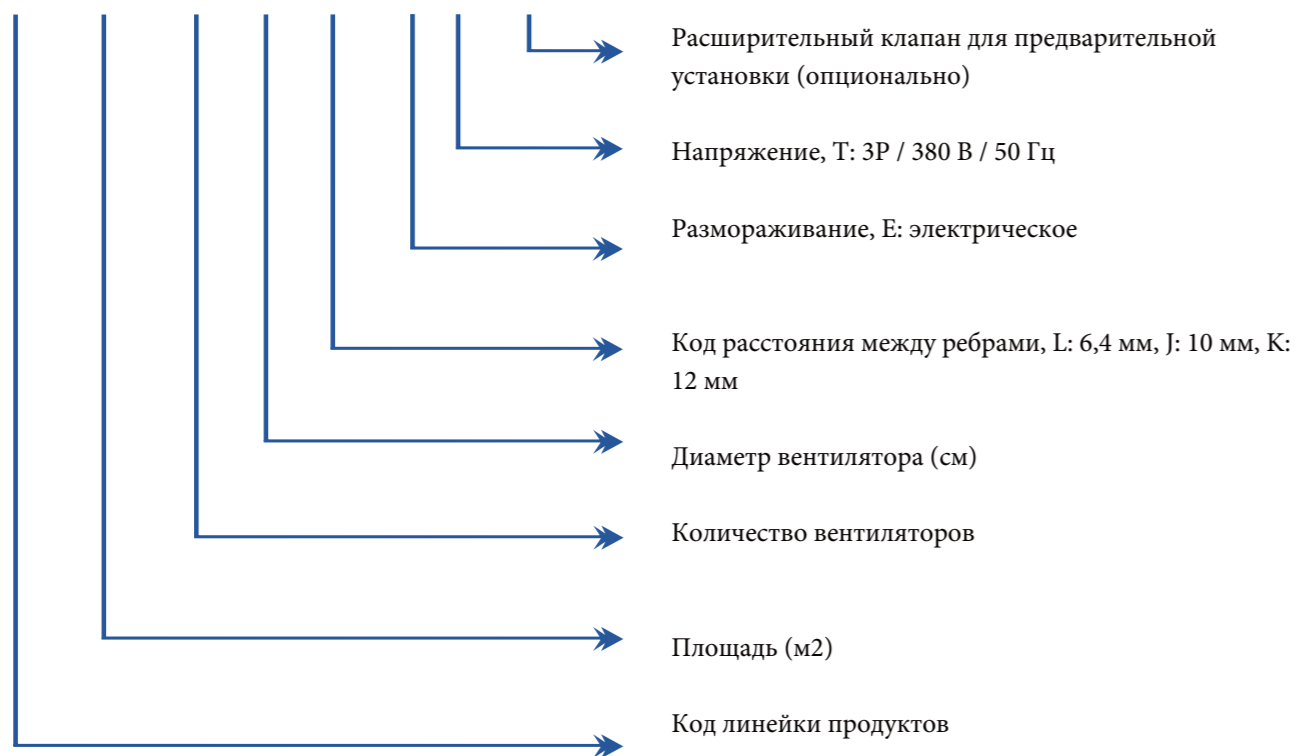 Расширительный клапан для предварительной
установки (опционально)
Напряжение, T: 3P / 380 В / 50 Гц
Размораживание, E: электрическое
Код расстояния между ребрами, L: 6,4 мм, J: 10 мм, K:
12 мм
Диаметр вентилятора (см)
Количество вентиляторов
Площадь (м2)
Код линейки продуктов